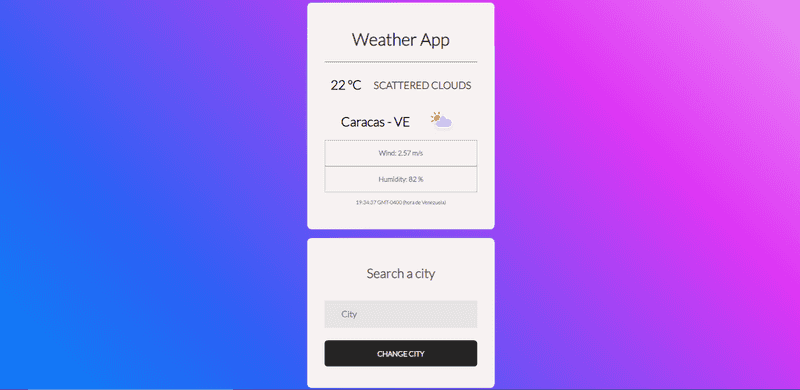 Weather App
22 °C SCATTERED CLOUDS
Caracas - VE
Wind: 2.57 m/s
Humidity: 82 %
19:34:37 GMT-0400 (hora de Venezuela)
Search a city
City
CHANGE CITY